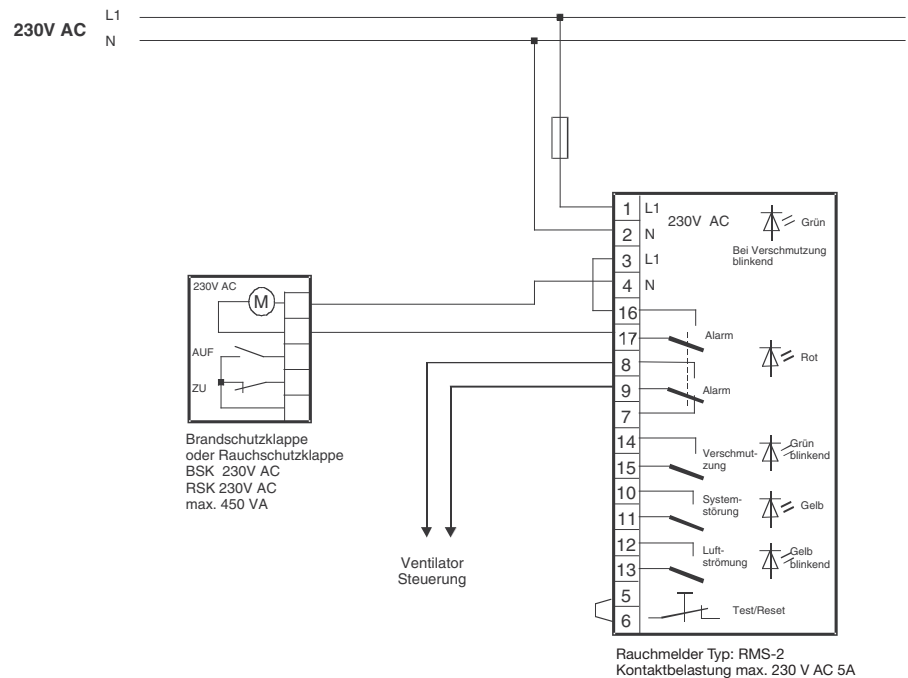 230V AC
L1
N
1 L1 230V AC
Grün
2 N
Bei Verschmutzung
blinkend
3 L1
4 N
16
17 Alarm
Rot
8
9 Alarm
7
14
15
Verschmut-
zung
Grün
blinkend
10
11
System-
störung
Gelb
12
13
Luft-
strömung
Gelb
blinkend
5
6
Test/Reset
Rauchmelder Typ: RMS-2
Kontaktbelastung max. 230 V AC 5A
230V AC
M
AUF
ZU
Brandschutzklappe
oder Rauchschutzklappe
BSK 230V AC
RSK 230V AC
max. 450 VA
Ventilator
Steuerung